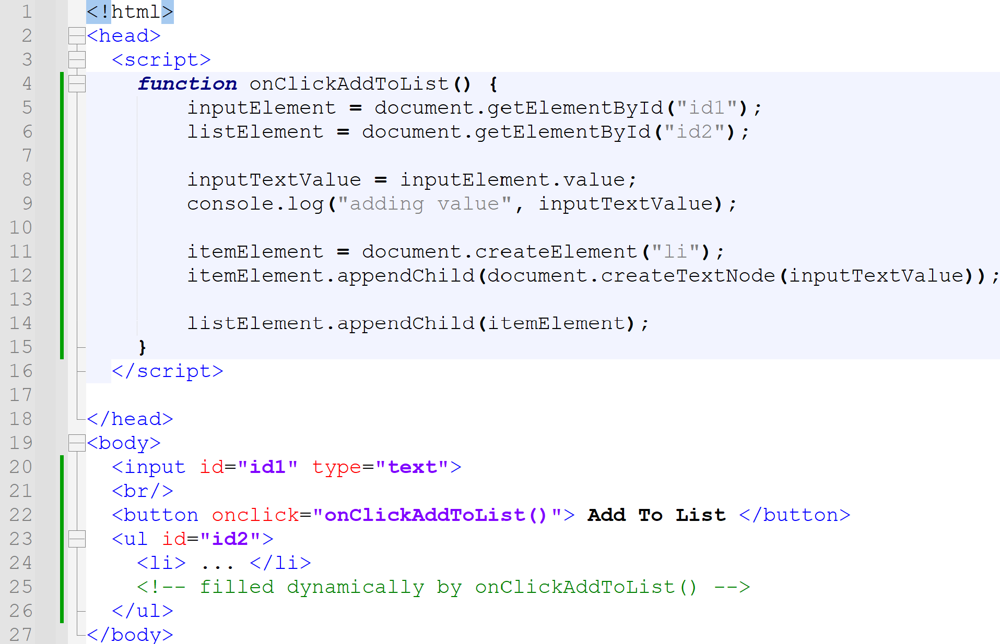 1 <!html>
2 <head>
3   <script>
4     function onClickAddToList() {
5         inputElement = document.getElementById("id1");
6         listElement = document.getElementById("id2");
7
8         inputTextValue = inputElement.value;
9         console.log("adding value", inputTextValue);
10
11         itemElement = document.createElement("li");
12         itemElement.appendChild(document.createTextNode(inputTextValue));
13
14         listElement.appendChild(itemElement);
15     }
16   </script>
17
18 </head>
19 <body>
20   <input id="id1" type="text">
21   <br/>
22   <button onclick="onClickAddToList()"> Add To List </button>
23   <ul id="id2">
24     <li> ... </li>
25     <!-- filled dynamically by onClickAddToList() -->
26   </ul>
27 </body>